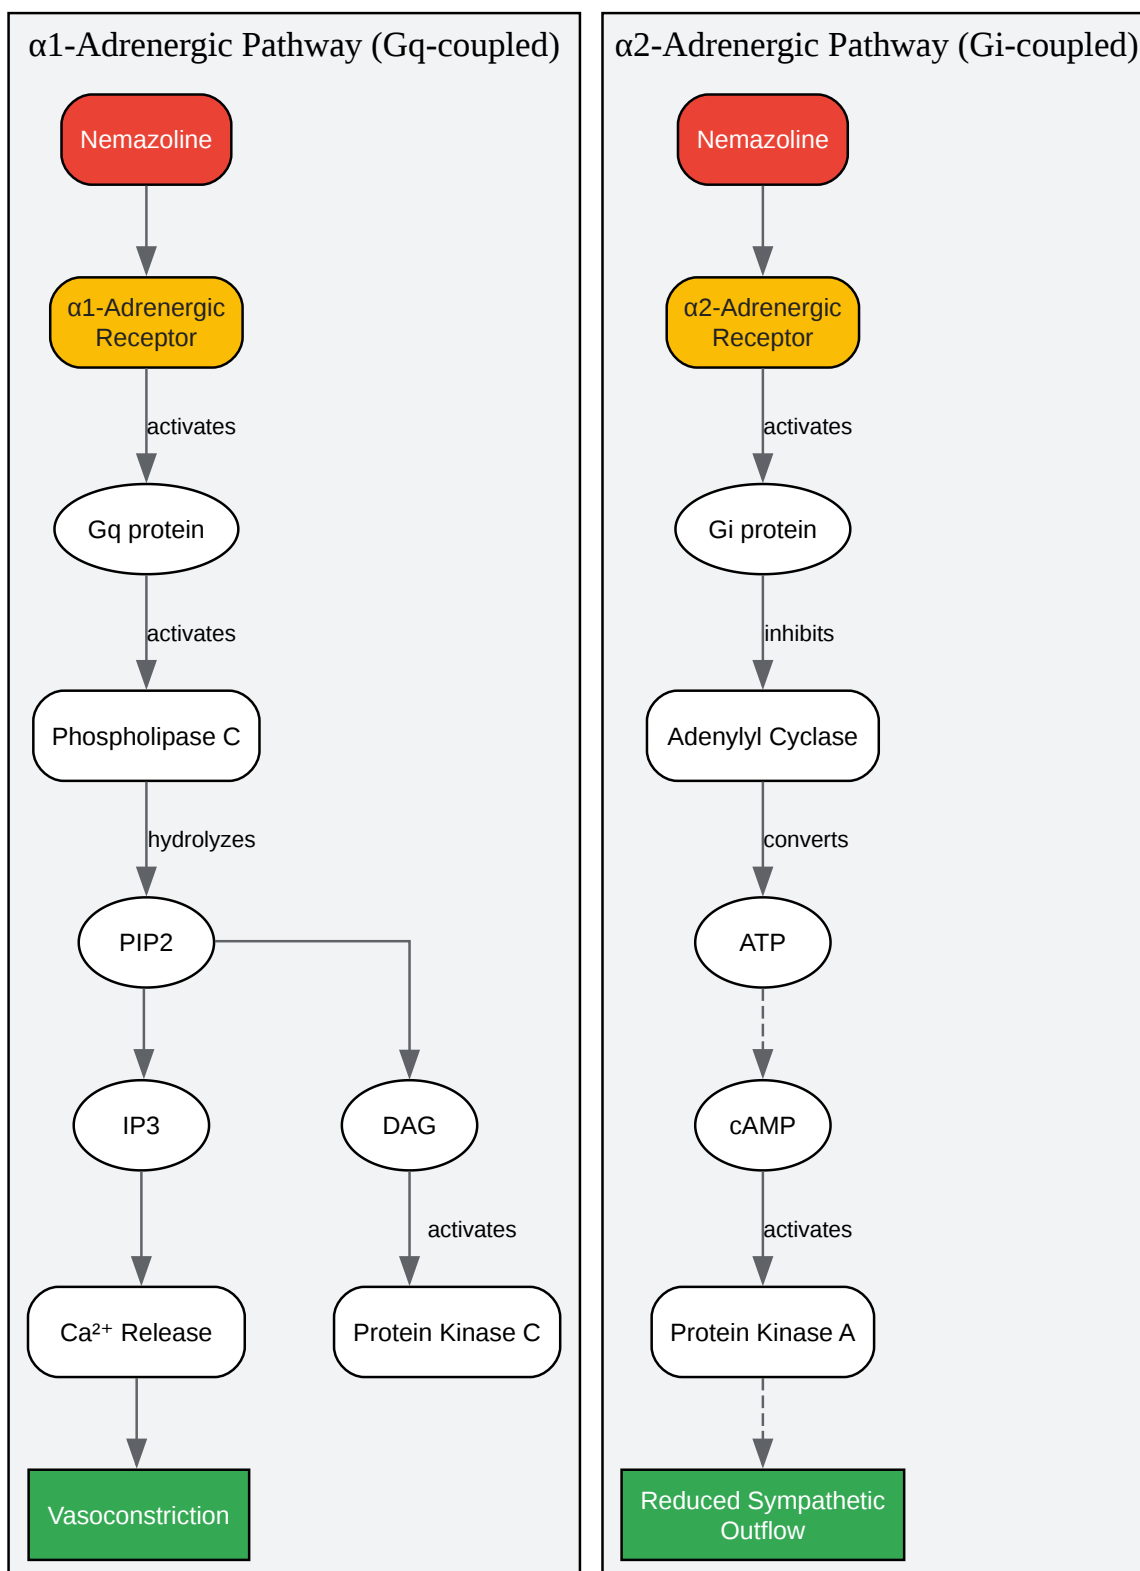 α1-Adrenergic Pathway (Gq-coupled)
Nemazoline
α1-Adrenergic
Receptor
activates
Gq protein
activates
Phospholipase C
hydrolyzes
PIP2
IP3
DAG
activates
Ca²⁺ Release
Protein Kinase C
Vasoconstriction
α2-Adrenergic Pathway (Gi-coupled)
Nemazoline
α2-Adrenergic
Receptor
activates
Gi protein
inhibits
Adenylyl Cyclase
converts
ATP
cAMP
activates
Protein Kinase A
Reduced Sympathetic
Outflow